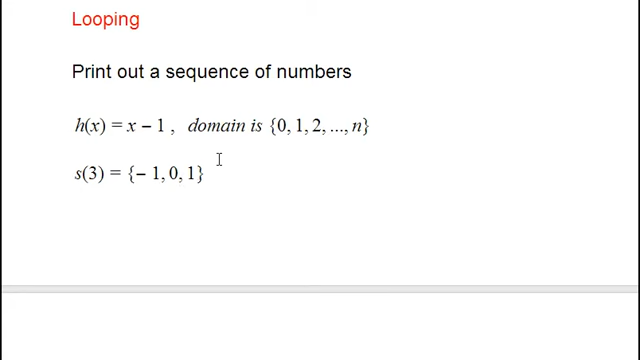 Looping
Print out a sequence of numbers
h(x) = x − 1 , domain is {0, 1, 2, ..., n}
s(3) = {− 1, 0, 1}